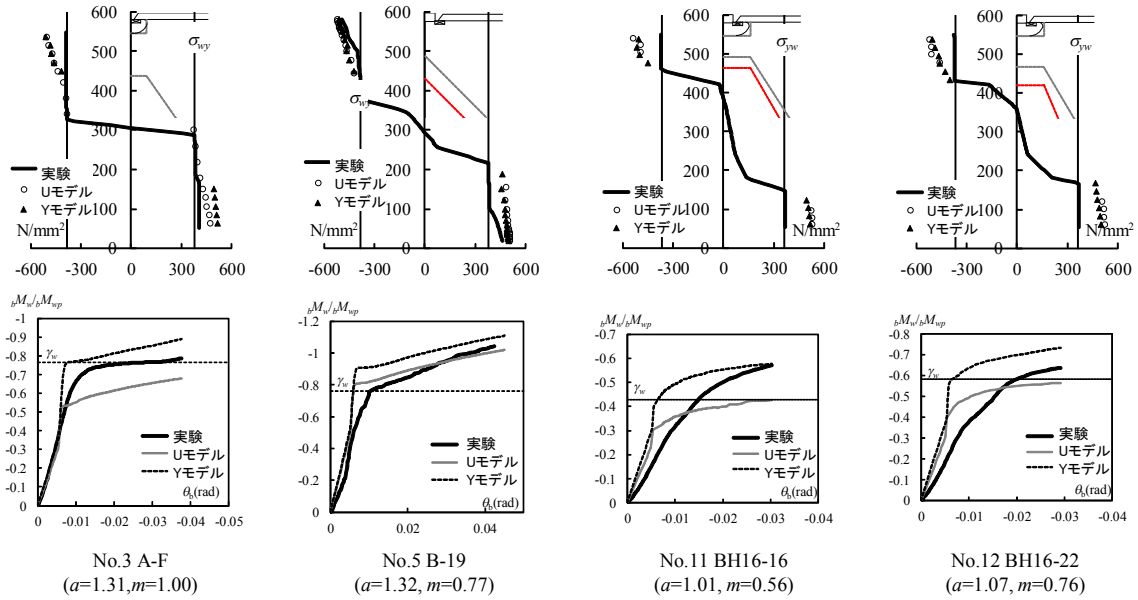 600
500
400
300
200
100
0
σwy
実験
Uモデル
Yモデル
N/mm²
-600 -300 0 300 600
600
500
400
300
200
100
0
σwy
実験
Uモデル
Yモデル
N/mm²
-600 -300 0 300 600
600
500
400
300
200
100
0
σyw
実験
Uモデル
Yモデル
N/mm²
-600 -300 0 300 600
600
500
400
300
200
100
0
σyw
実験
Uモデル
Yモデル
N/mm²
-600 -300 0 300 600
bMw/bMwp
-1
-0.9
-0.8
-0.7
-0.6
-0.5
-0.4
-0.3
-0.2
-0.1
0
γw
実験
Uモデル
Yモデル
θb(rad)
0 -0.01 -0.02 -0.03 -0.04 -0.05
No.3 A-F
(a=1.31,m=1.00)
bMw/bMwp
-1.2
-1
-0.8
-0.6
-0.4
-0.2
0
γw
実験
Uモデル
Yモデル
θb(rad)
0 0.02 0.04
No.5 B-19
(a=1.32, m=0.77)
bMw/bMwp
-0.7
-0.6
-0.5
-0.4
-0.3
-0.2
-0.1
0
γw
実験
Uモデル
Yモデル
θb(rad)
0 -0.01 -0.02 -0.03 -0.04
No.11 BH16-16
(a=1.01, m=0.56)
bMw/bMwp
-0.8
-0.7
-0.6
-0.5
-0.4
-0.3
-0.2
-0.1
0
γw
実験
Uモデル
Yモデル
θb(rad)
0 -0.01 -0.02 -0.03 -0.04
No.12 BH16-22
(a=1.07, m=0.76)